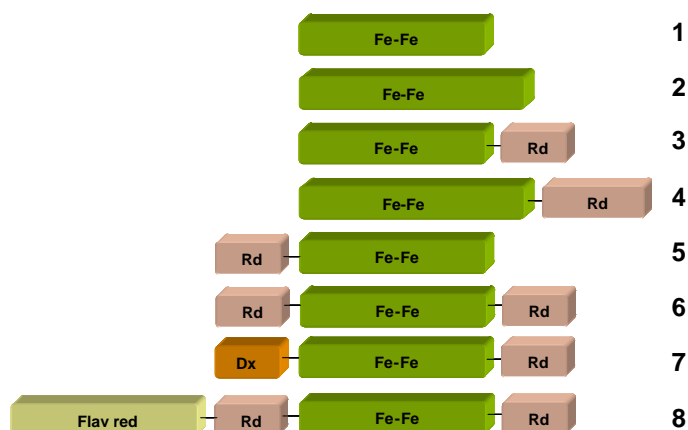 Fe-Fe 1
Fe-Fe 2
Fe-Fe Rd 3
Fe-Fe Rd 4
Rd Fe-Fe 5
Rd Fe-Fe Rd 6
Dx Fe-Fe Rd 7
Flav red Rd Fe-Fe Rd 8